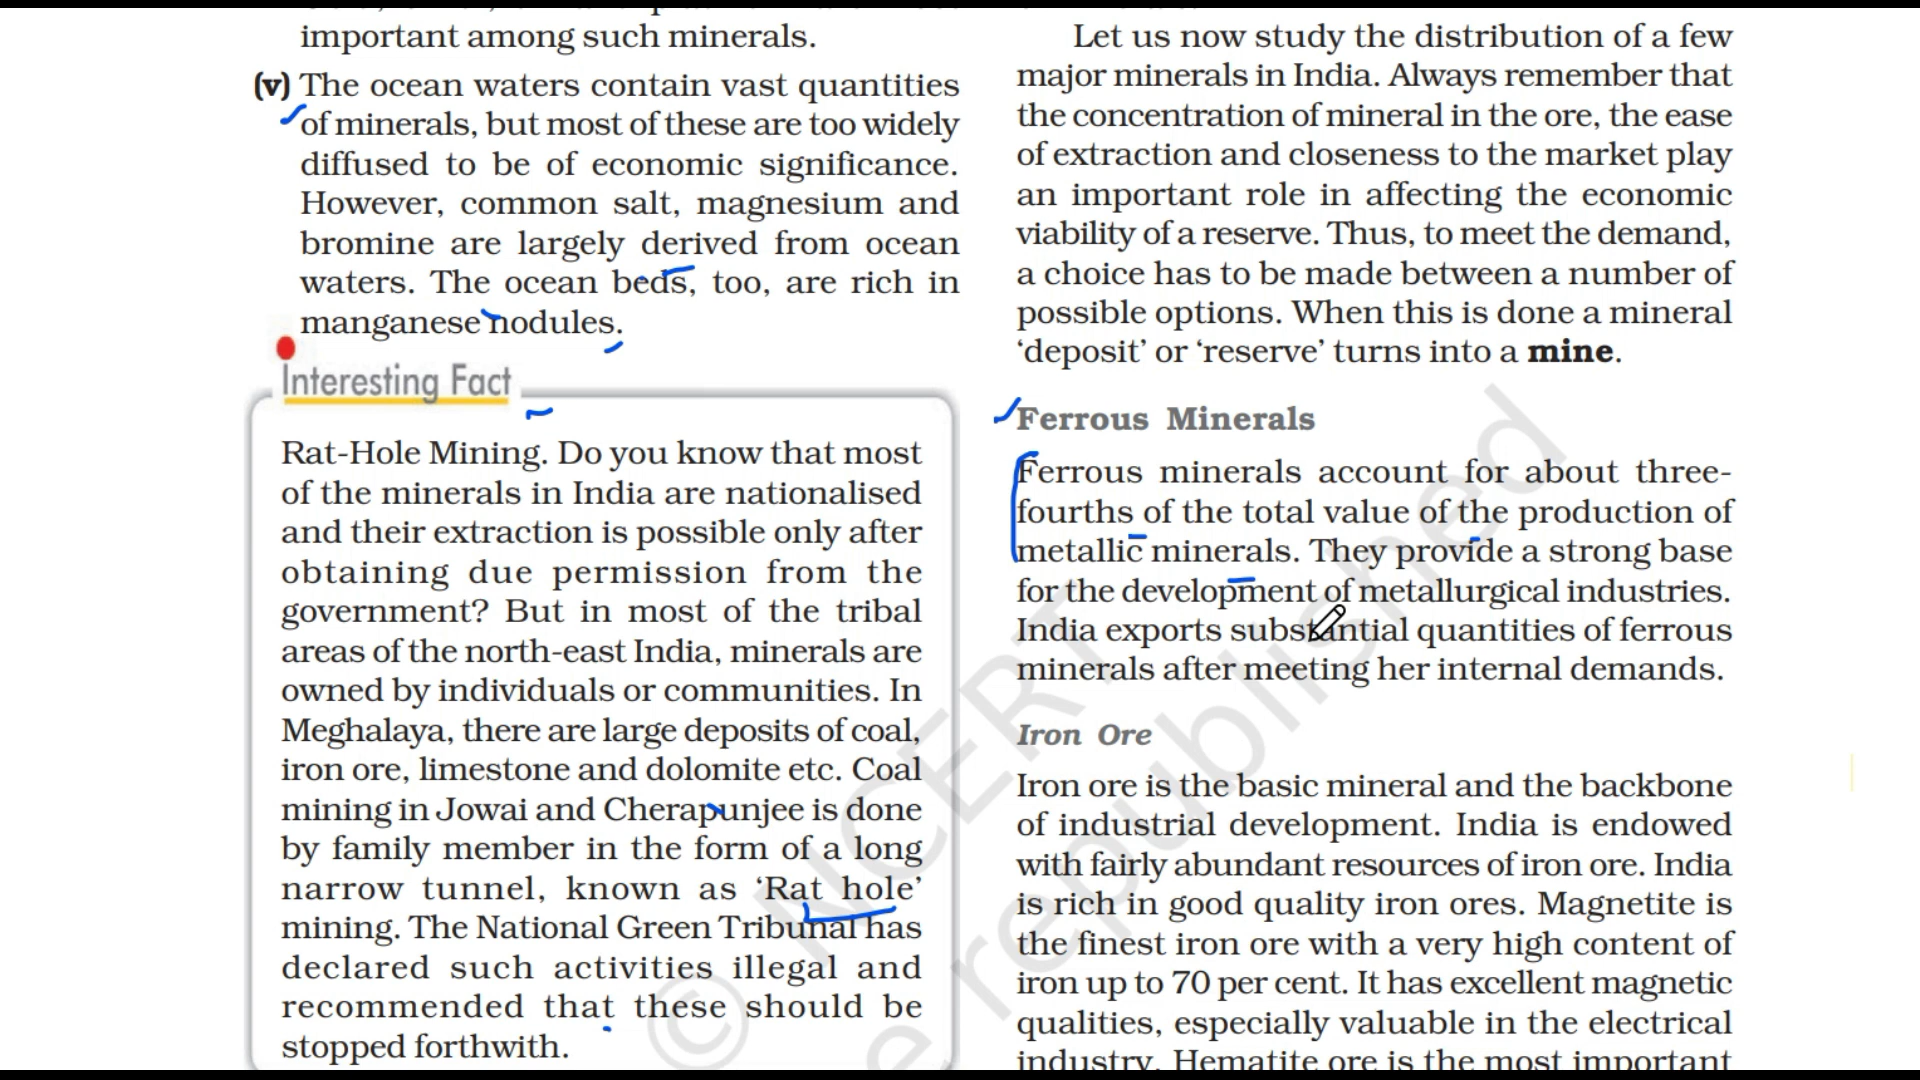 important among such minerals.
(v) The ocean waters contain vast quantities
of minerals, but most of these are too widely
diffused to be of economic significance.
However, common salt, magnesium and
bromine are largely derived from ocean
waters. The ocean beds, too, are rich in
manganese nodules.
Interesting Fact
Rat-Hole Mining. Do you know that most
of the minerals in India are nationalised
and their extraction is possible only after
obtaining due permission from the
government? But in most of the tribal
areas of the north-east India, minerals are
owned by individuals or communities. In
Meghalaya, there are large deposits of coal,
iron ore, limestone and dolomite etc. Coal
mining in Jowai and Cherapunjee is done
by family member in the form of a long
narrow tunnel, known as ‘Rat hole’
mining. The National Green Tribunal has
declared such activities illegal and
recommended that these should be
stopped forthwith.
Let us now study the distribution of a few
major minerals in India. Always remember that
the concentration of mineral in the ore, the ease
of extraction and closeness to the market play
an important role in affecting the economic
viability of a reserve. Thus, to meet the demand,
a choice has to be made between a number of
possible options. When this is done a mineral
‘deposit’ or ‘reserve’ turns into a mine.
Ferrous Minerals
Ferrous minerals account for about three-
fourths of the total value of the production of
metallic minerals. They provide a strong base
for the development of metallurgical industries.
India exports substantial quantities of ferrous
minerals after meeting her internal demands.
Iron Ore
Iron ore is the basic mineral and the backbone
of industrial development. India is endowed
with fairly abundant resources of iron ore. India
is rich in good quality iron ores. Magnetite is
the finest iron ore with a very high content of
iron up to 70 per cent. It has excellent magnetic
qualities, especially valuable in the electrical
industry. Hematite ore is the most important
© NCERT
e republished